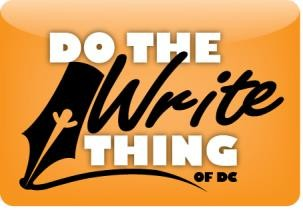 DO THE
Write
THING
OF DC